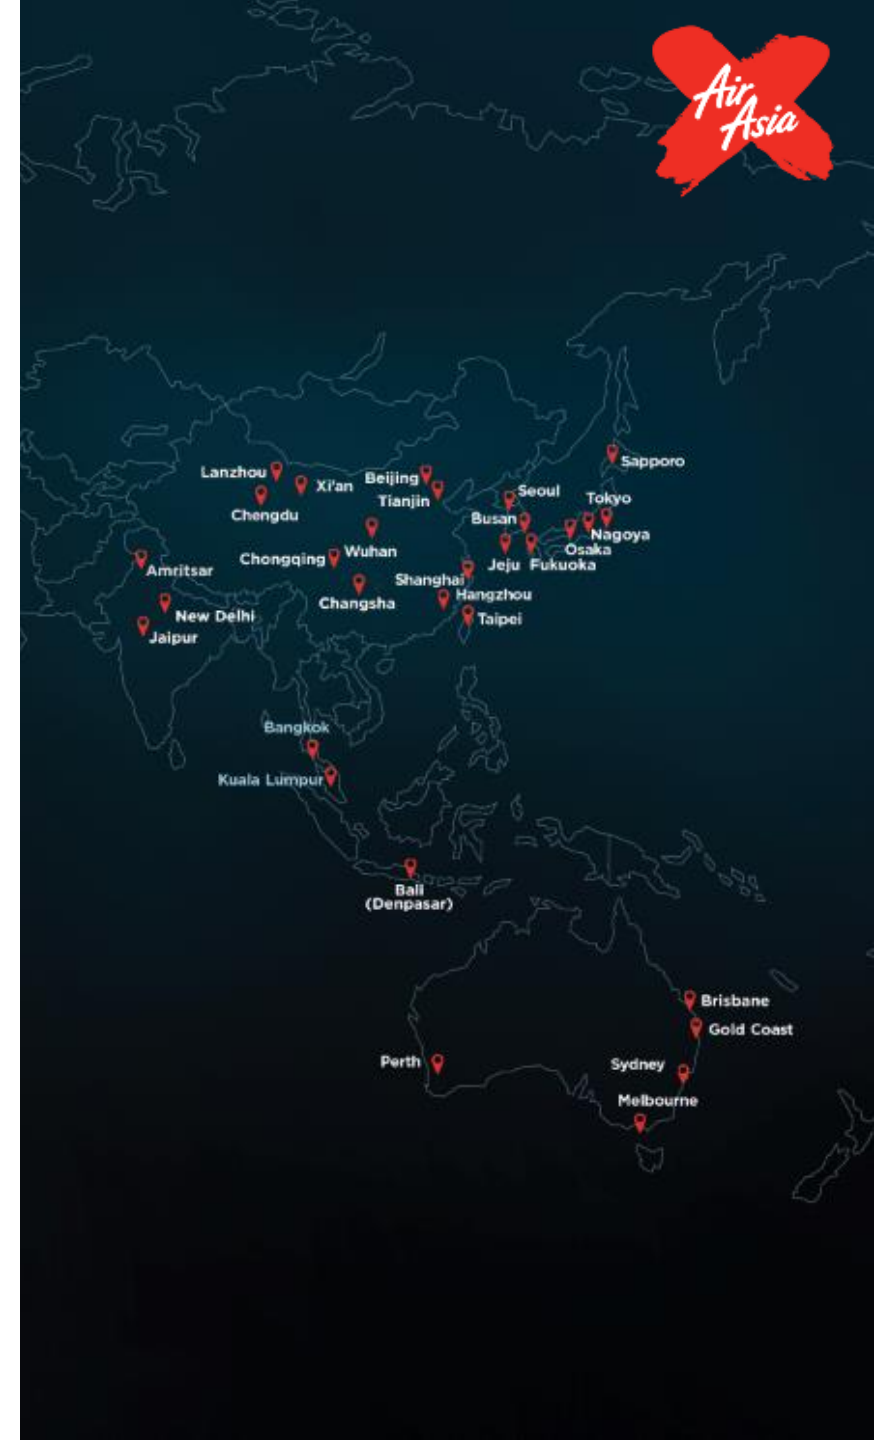 Air
Asia
Sapporo
Lanzhou
Beijing
Xi'an
Tianjin
Seoul
Tokyo
Chengdu
Busan
Nagoya
Osaka
Wuhan
Chongqing
Jeju
Fukuoka
Amritsar
Shanghai
Hangzhou
Changsha
New Delhi
Taipei
Jaipur
Bangkok
Kuala Lumpur
Bali
(Denpasar)
Brisbane
Gold Coast
Perth
Sydney
Melbourne